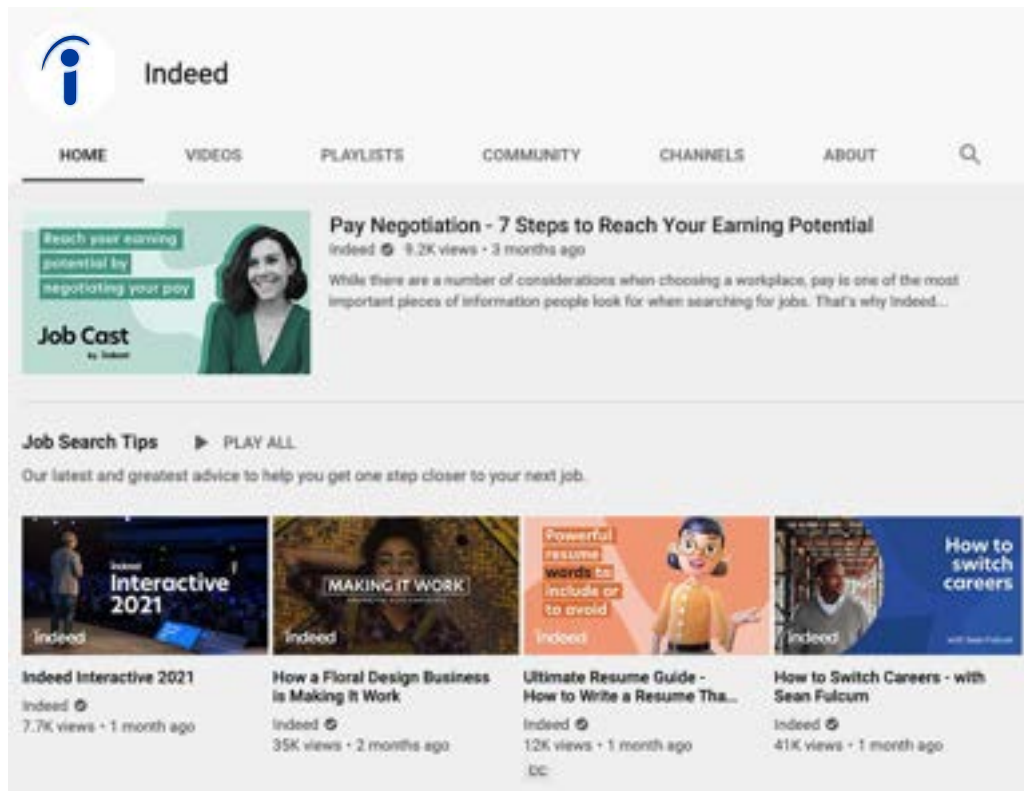 Indeed
HOME VIDEOS PLAYLISTS COMMUNITY CHANNELS ABOUT
Reach your earning
potential by
negotiating your pay
Job Cast
by indeed
Pay Negotiation - 7 Steps to Reach Your Earning Potential
Indeed 9.2K views • 3 months ago
While there are a number of considerations when choosing a workplace, pay is one of the most
important pieces of information people look for when searching for jobs. That's why Indeed...
Job Search Tips PLAY ALL
Our latest and greatest advice to help you get one step closer to your next job.
indeed
Interactive
2021
indeed
MAKING IT WORK
indeed
Powerful
resume
words to
include or
to avoid
indeed
How to
switch
careers
indeed
with Sean Fulcum
Indeed Interactive 2021
Indeed
7.7K views • 1 month ago
How a Floral Design Business
is Making It Work
Indeed
35K views • 2 months ago
Ultimate Resume Guide -
How to Write a Resume Tha...
Indeed
12K views • 1 month ago
CC
How to Switch Careers - with
Sean Fulcum
Indeed
41K views • 1 month ago